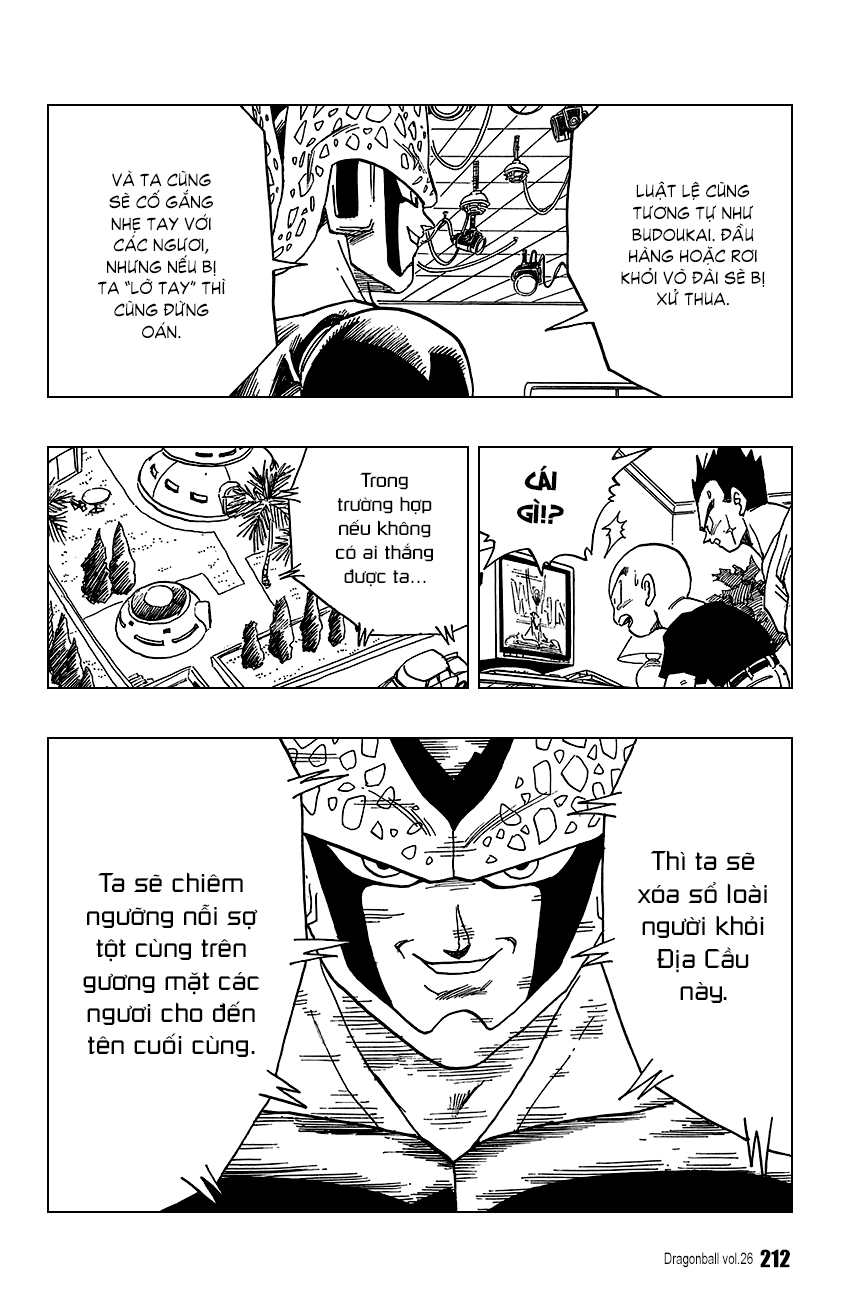 LUẬT LỆ CŨNG
TƯƠNG TỰ NHƯ
BUDOUKAI. ĐẦU
HÀNG HOẶC RƠI
KHỎI VÕ ĐÀI SẼ BỊ
XỬ THUA.
VÀ TA CŨNG
SẼ CỐ GẮNG
NHẸ TAY VỚI
CÁC NGƯƠI,
NHƯNG NẾU BỊ
TA “LỠ TAY” THÌ
CŨNG ĐỪNG
OÁN.
CÁI
GÌ!?
Trong
trường hợp
nếu không
có ai thắng
được ta...
Thì ta sẽ
xóa sổ loài
người khỏi
Địa Cầu
này.
Ta sẽ chiêm
ngưỡng nỗi sợ
tột cùng trên
gương mặt các
ngươi cho đến
tên cuối cùng.
Dragonball vol.26 212